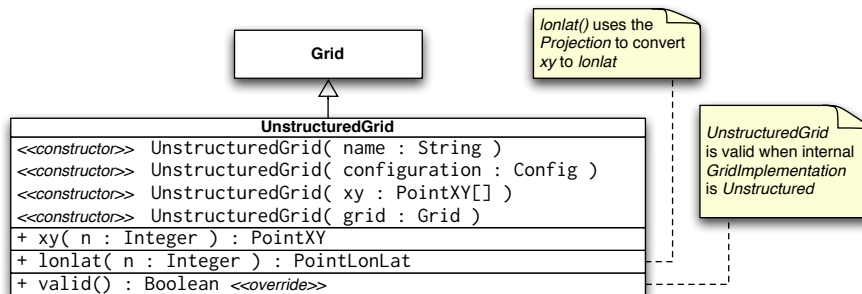 Grid
lonlat() uses the
Projection to convert
xy to lonlat
UnstructuredGrid
<<constructor>> UnstructuredGrid( name : String )
<<constructor>> UnstructuredGrid( configuration : Config )
<<constructor>> UnstructuredGrid( xy : PointXY[] )
<<constructor>> UnstructuredGrid( grid : Grid )
+ xy( n : Integer ) : PointXY
+ lonlat( n : Integer ) : PointLonLat
+ valid() : Boolean <<override>>
UnstructuredGrid
is valid when internal
GridImplementation
is Unstructured